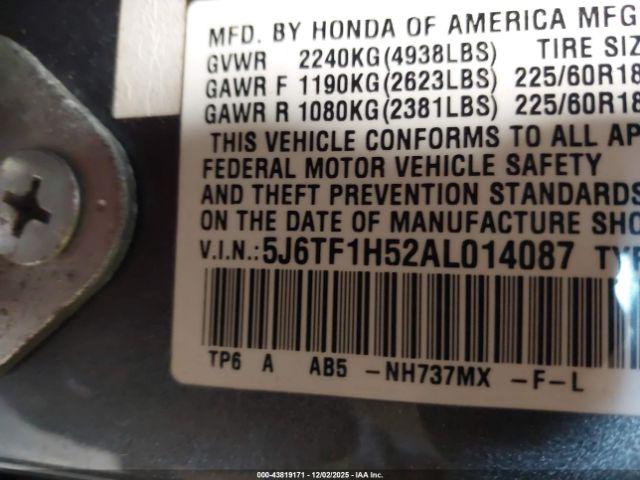 MFD. BY HONDA OF AMERICA MFG
GVWR 2240KG(4938LBS) TIRE SIZ
GAWR F 1190KG(2623LBS) 225/60R18
GAWR R 1080KG(2381LBS) 225/60R18
THIS VEHICLE CONFORMS TO ALL AP
FEDERAL MOTOR VEHICLE SAFETY
AND THEFT PREVENTION STANDARDS
ON THE DATE OF MANUFACTURE SHO
V.I.N.: 5J6TF1H52AL014087 TYP
TP6 A AB5 -NH737MX -F-L
000-43819171 - 12/02/2025 - IAA Inc.